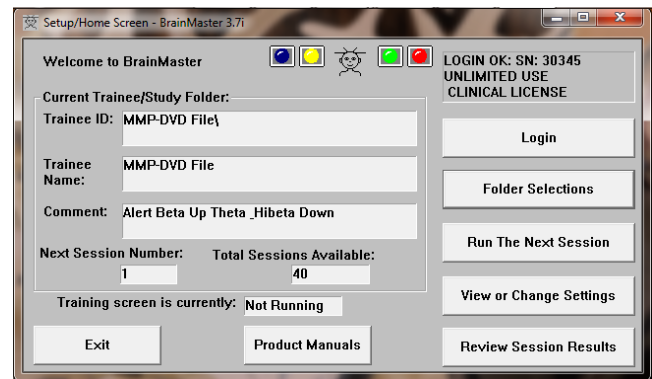 Setup/Home Screen - BrainMaster 3.7i
Welcome to BrainMaster
LOGIN OK: SN: 30345
UNLIMITED USE
CLINICAL LICENSE
Current Trainee/Study Folder:
Trainee ID: MMP-DVD File\
Login
Trainee
Name: MMP-DVD File
Folder Selections
Comment: Alert Beta Up Theta _Hibeta Down
Run The Next Session
Next Session Number: Total Sessions Available:
1 40
View or Change Settings
Training screen is currently: Not Running
Exit Product Manuals Review Session Results